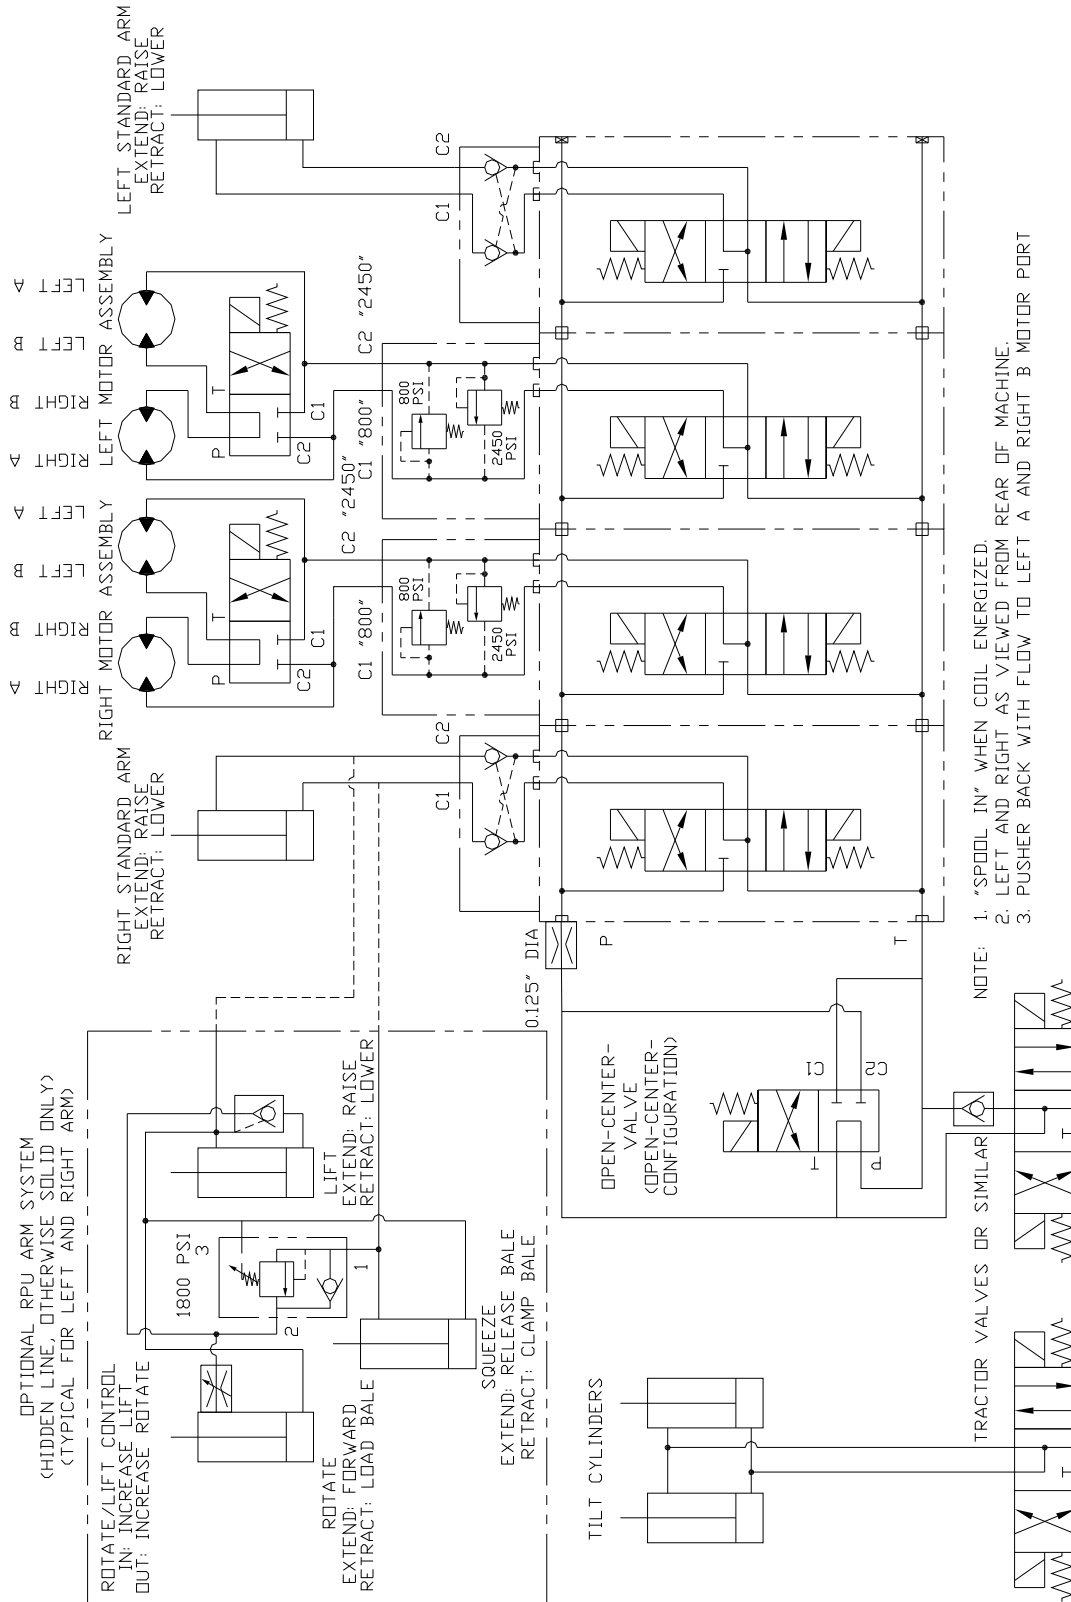 OPTIONAL RPU ARM SYSTEM
(HIDDEN LINE, OTHERWISE SOLID ONLY)
(TYPICAL FOR LEFT AND RIGHT ARM)
ROTATE/LIFT CONTROL
IN: INCREASE LIFT
OUT: INCREASE ROTATE
1800 PSI
3
2
1
ROTATE
EXTEND: FORWARD
RETRACT: LOAD BALE
LIFT
EXTEND: RAISE
RETRACT: LOWER
SQUEEZE
EXTEND: RELEASE BALE
RETRACT: CLAMP BALE
RIGHT STANDARD ARM
EXTEND: RAISE
RETRACT: LOWER
RIGHT A
RIGHT B
LEFT B
LEFT A
RIGHT MOTOR ASSEMBLY
P
T
C2
C1
RIGHT A
RIGHT B
LEFT B
LEFT A
LEFT MOTOR ASSEMBLY
P
T
C2
C1
LEFT STANDARD ARM
EXTEND: RAISE
RETRACT: LOWER
C1
C2
C1 "800"
C2 "2450"
800
PSI
2450
PSI
C1 "800"
C2 "2450"
800
PSI
2450
PSI
C1
C2
0.125" DIA
P
T
OPEN-CENTER-
VALVE
(OPEN-CENTER-
CONFIGURATION)
T
P
C1
C2
TILT CYLINDERS
TRACTOR VALVES OR SIMILAR
T
T
NOTE: 1. "SPOOL IN" WHEN COIL ENERGIZED.
2. LEFT AND RIGHT AS VIEWED FROM REAR OF MACHINE.
3. PUSHER BACK WITH FLOW TO LEFT A AND RIGHT B MOTOR PORT